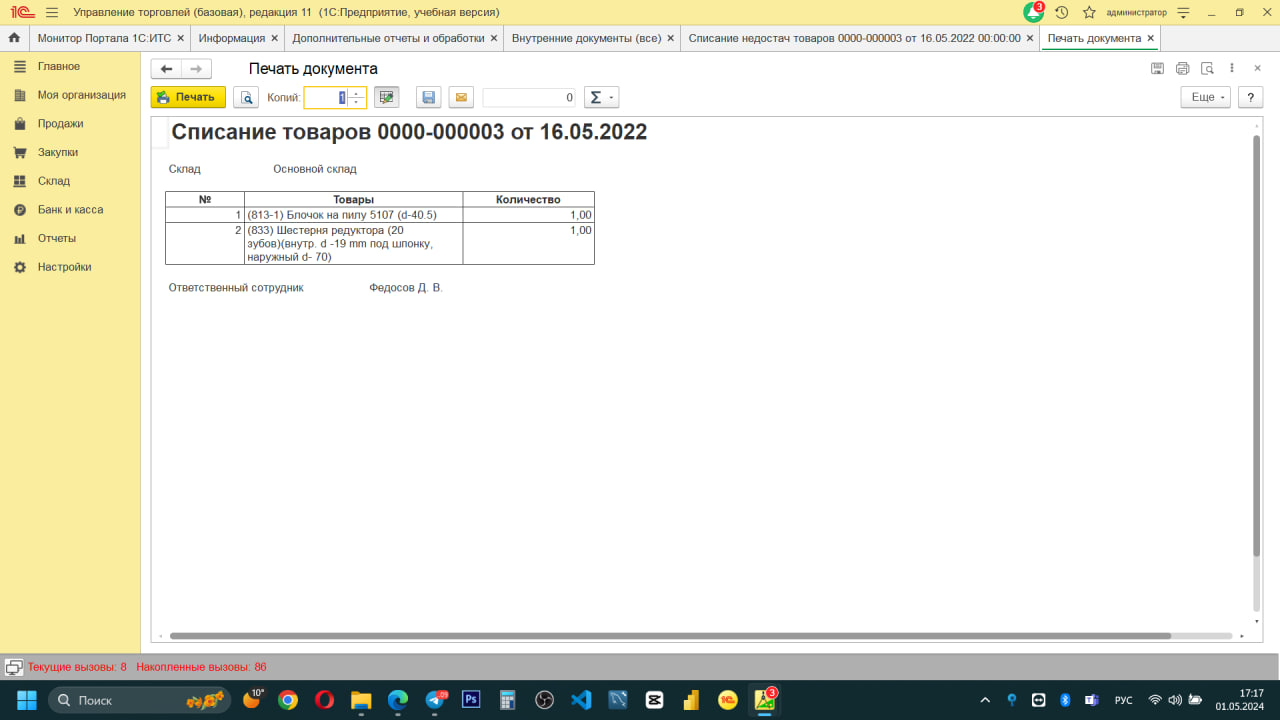 1С Управление торговлей (базовая), редакция 11 (1С:Предприятие, учебная версия) 3 администратор
Монитор Портала 1С:ИТС × Информация × Дополнительные отчеты и обработки × Внутренние документы (все) × Списание недостач товаров 0000-000003 от 16.05.2022 00:00:00 × Печать документа ×
Главное
Моя организация
Продажи
Закупки
Склад
Банк и касса
Отчеты
Настройки
Печать документа
Печать Копий: 1 0 Σ Еще ?
Списание товаров 0000-000003 от 16.05.2022
Склад Основной склад
№ Товары Количество
1 (813-1) Блочок на пилу 5107 (d-40.5) 1,00
2 (833) Шестерня редуктора (20 1,00
зубов)(внутр. d -19 mm под шпонку,
наружный d- 70)
Ответственный сотрудник Федосов Д. В.
Текущие вызовы: 8 Накопленные вызовы: 86
Поиск 10° Ps 1С 3 РУС 17:17
01.05.2024